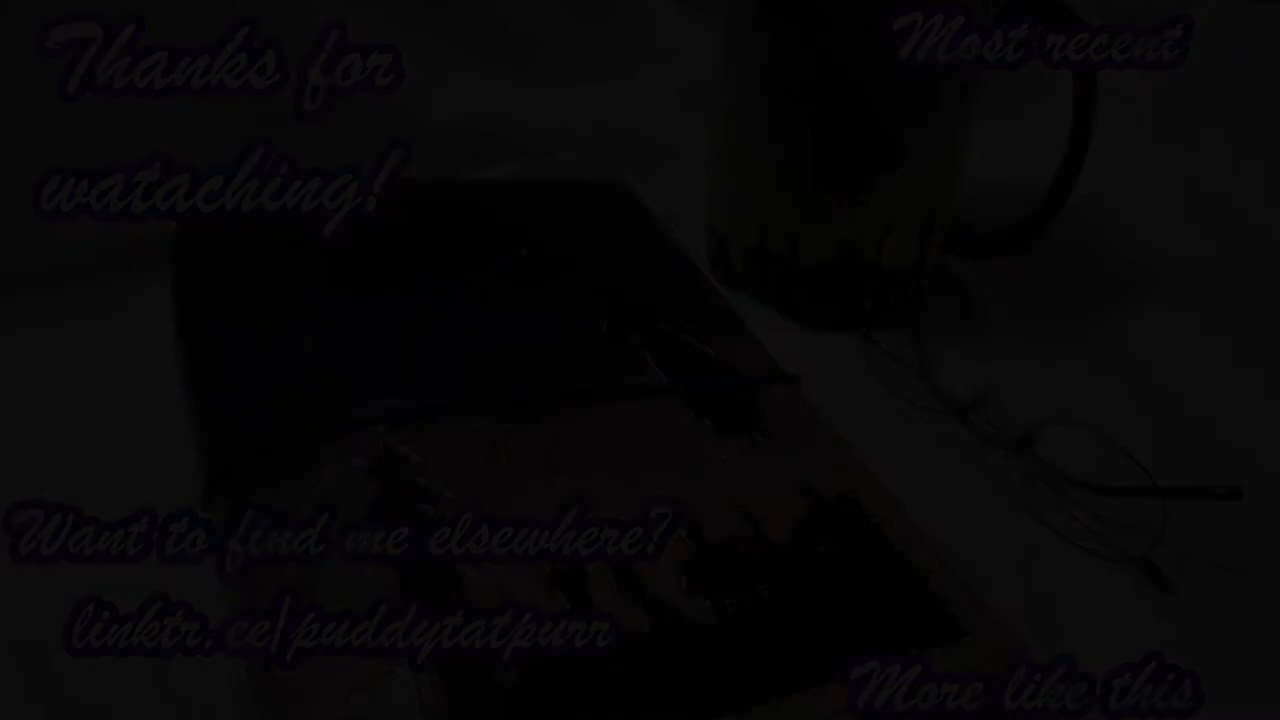 Thanks for
wataching!
Most recent
Want to find me elsewhere?
linktr.ee/puddytatpurr
More like this